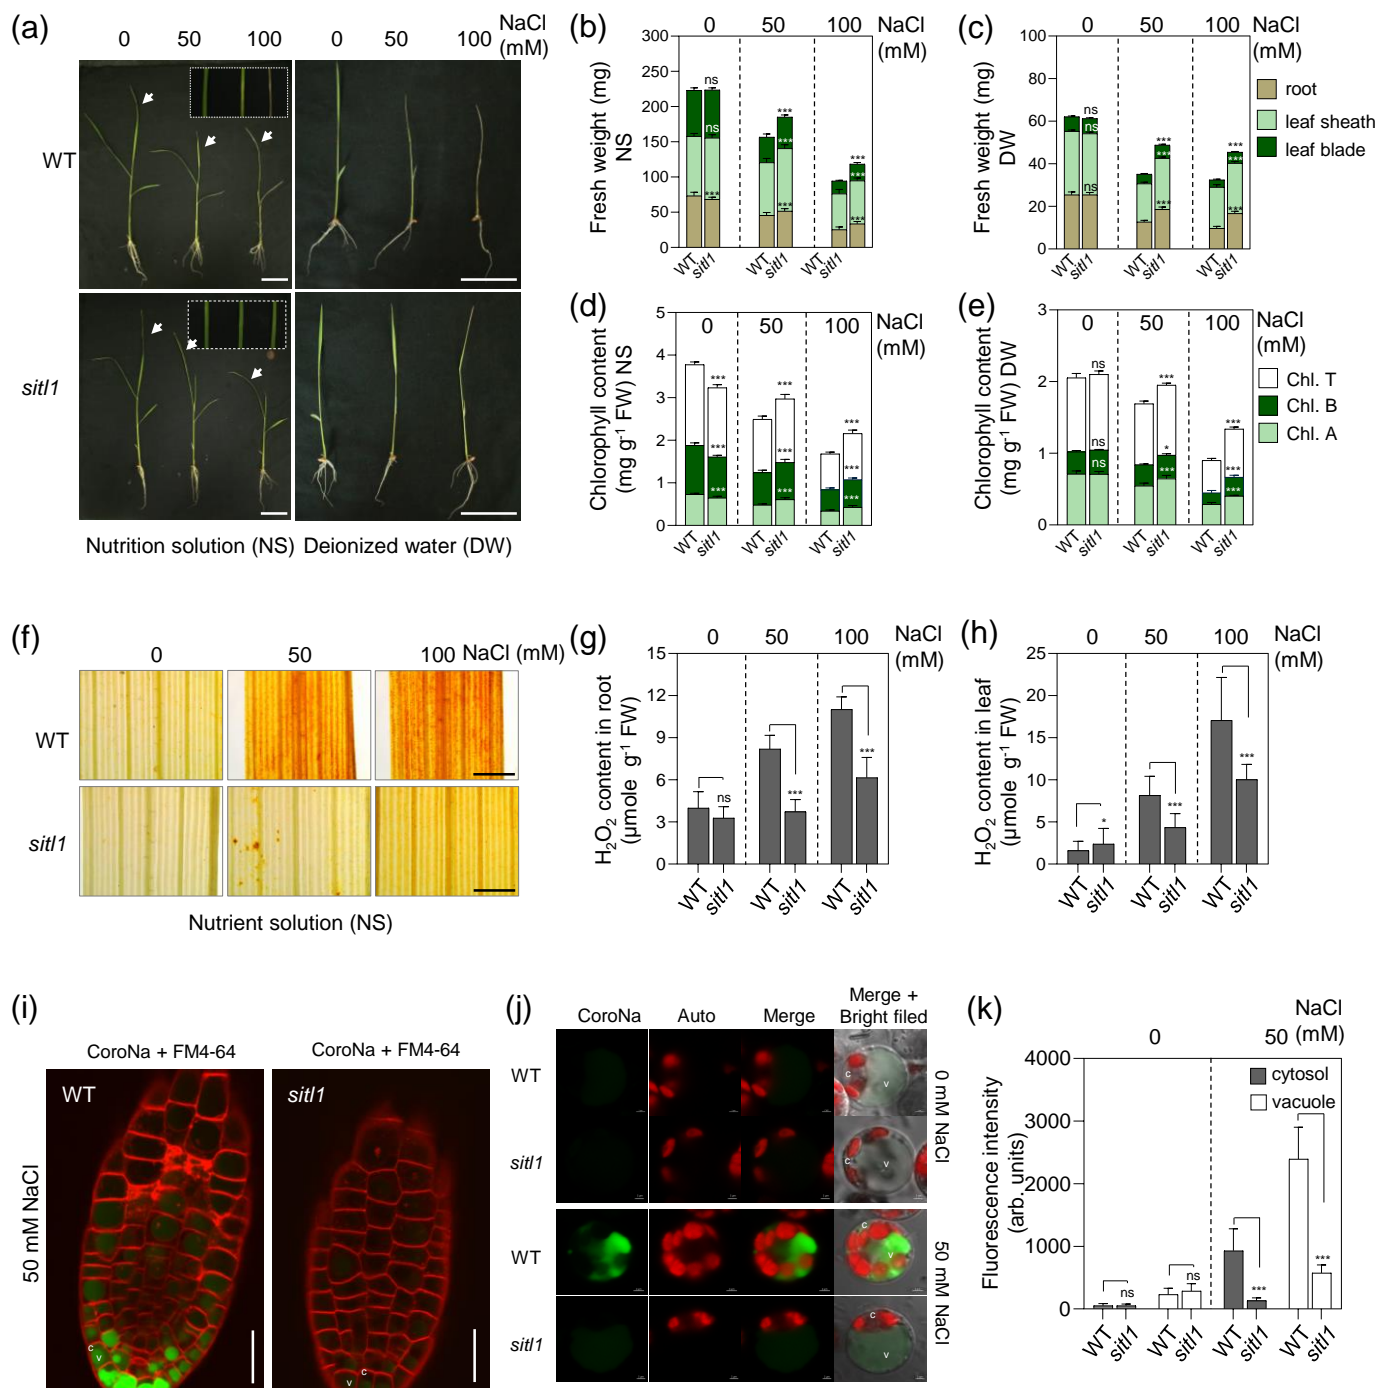 (a)
NaCl
(mM)
0 50 100 0 50 100
WT
sitl1
Nutrition solution (NS) Deionized water (DW)
(b)
0 50 100 NaCl
(mM)
Fresh weight (mg)
NS
300
250
200
150
100
50
0
ns
ns
***
***
***
***
***
***
***
WT
sitl1
WT
sitl1
WT
sitl1
(c)
0 50 100 NaCl
(mM)
Fresh weight (mg)
DW
100
80
60
40
20
0
ns
ns
ns
***
***
***
***
***
***
root
leaf sheath
leaf blade
WT
sitl1
WT
sitl1
WT
sitl1
(d)
0 50 100 NaCl
(mM)
Chlorophyll content
(mg g-1 FW) NS
5
4
3
2
1
0
***
***
***
***
***
***
***
***
***
WT
sitl1
WT
sitl1
WT
sitl1
(e)
0 50 100 NaCl
(mM)
Chlorophyll content
(mg g-1 FW) DW
3
2
1
0
ns
ns
ns
***
*
***
***
***
***
Chl. T
Chl. B
Chl. A
WT
sitl1
WT
sitl1
WT
sitl1
(f)
0 50 100 NaCl (mM)
WT
sitl1
Nutrient solution (NS)
(g)
0 50 100 NaCl
(mM)
H2O2 content in root
(μmole g-1 FW)
15
12
9
6
3
0
ns
***
***
WT
sitl1
WT
sitl1
WT
sitl1
(h)
0 50 100 NaCl
(mM)
H2O2 content in leaf
(μmole g-1 FW)
25
20
15
10
5
0
*
***
***
WT
sitl1
WT
sitl1
WT
sitl1
(i)
CoroNa + FM4-64 CoroNa + FM4-64
WT sitl1
50 mM NaCl
c
v
c
v
(j)
CoroNa Auto Merge Merge +
Bright filed
WT
c
v
sitl1
c
v
0 mM NaCl
WT
c
v
sitl1
c
v
50 mM NaCl
(k)
NaCl
(mM)
0 50
Fluorescence intensity
(arb. units)
4000
3000
2000
1000
0
cytosol
vacuole
ns
ns
***
***
WT
sitl1
WT
sitl1
WT
sitl1
WT
sitl1